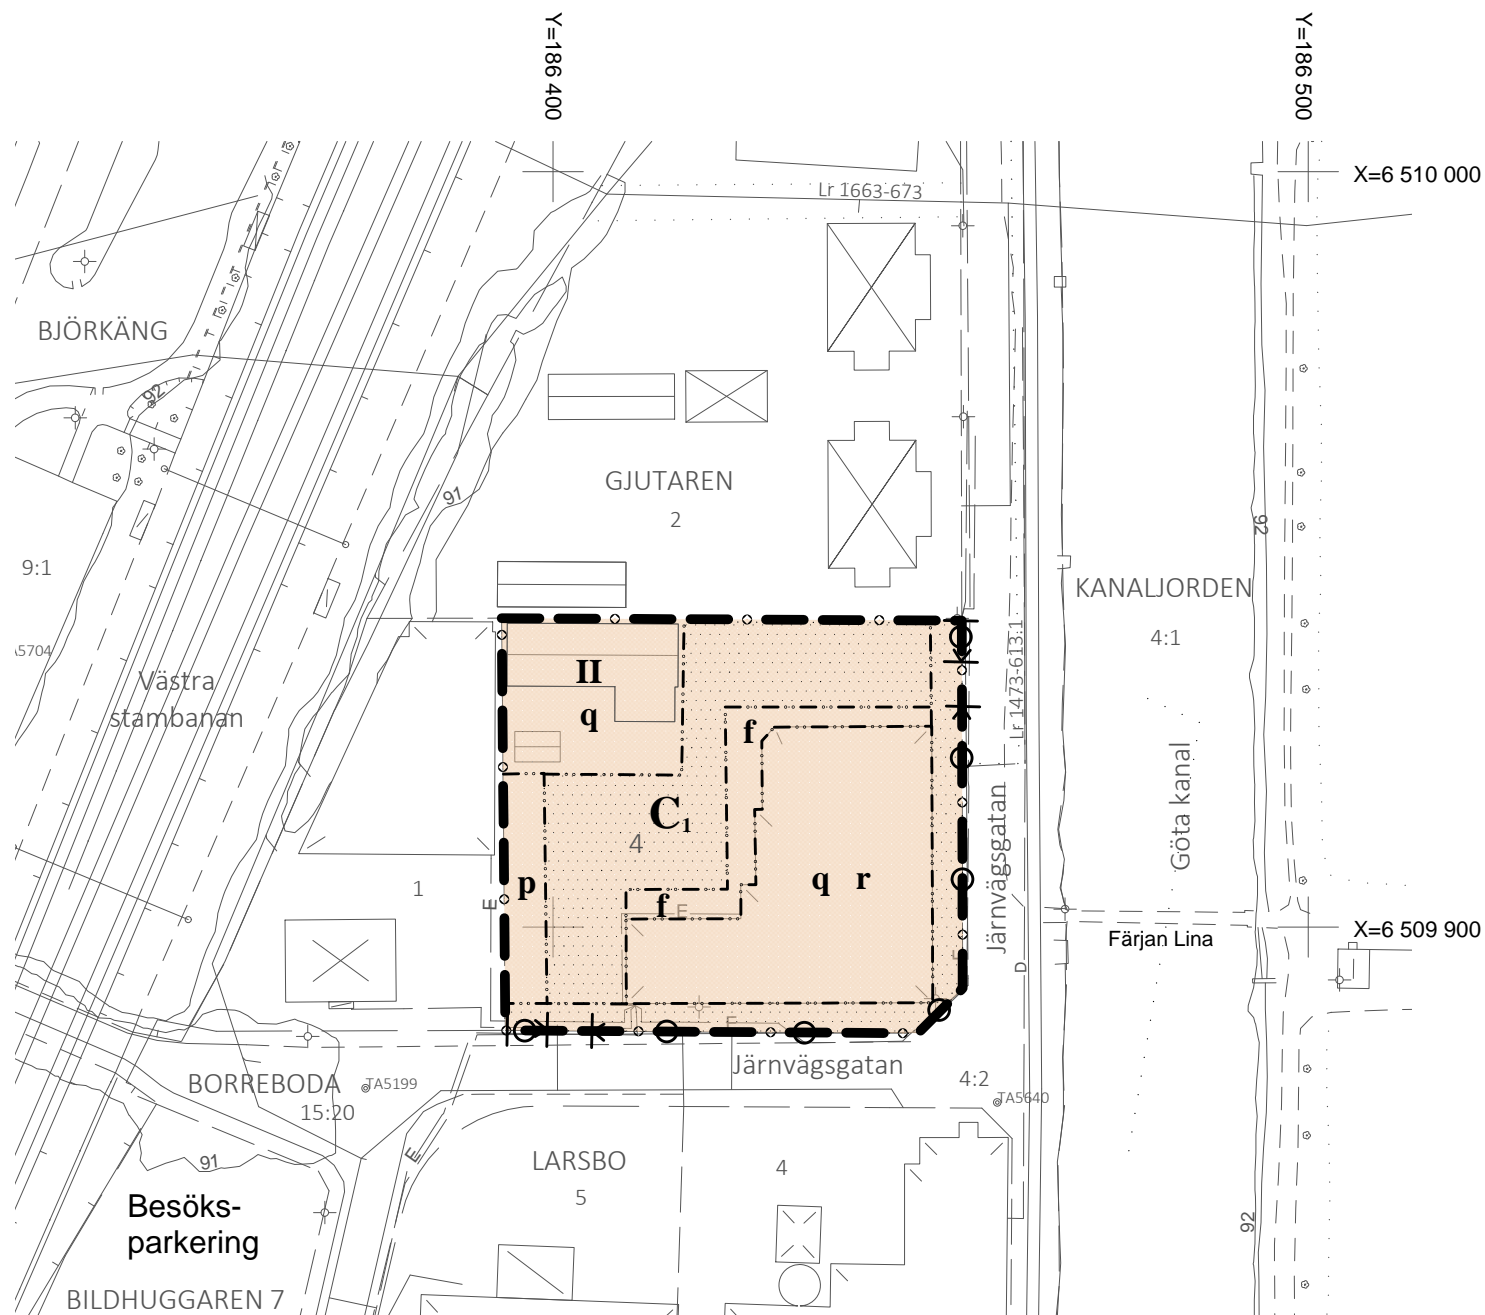 Y=186 400
Y=186 500
X=6 510 000
Lr 1663-673
BJÖRKÄNG
92
91
GJUTAREN
2
92
9:1
KANALJORDEN
4:1
Lr 1473-613:1
5704
Västra
stambanan
II
q
f
C1
4
Göta kanal
Järnvägsgatan
1
p
q r
E
f
E
X=6 509 900
Färjan Lina
D
E
Järnvägsgatan
4:2
BORREBODA
TA5199
15:20
TA5640
E
91
LARSBO
5
4
Besöks-
parkering
92
BILDHUGGAREN 7